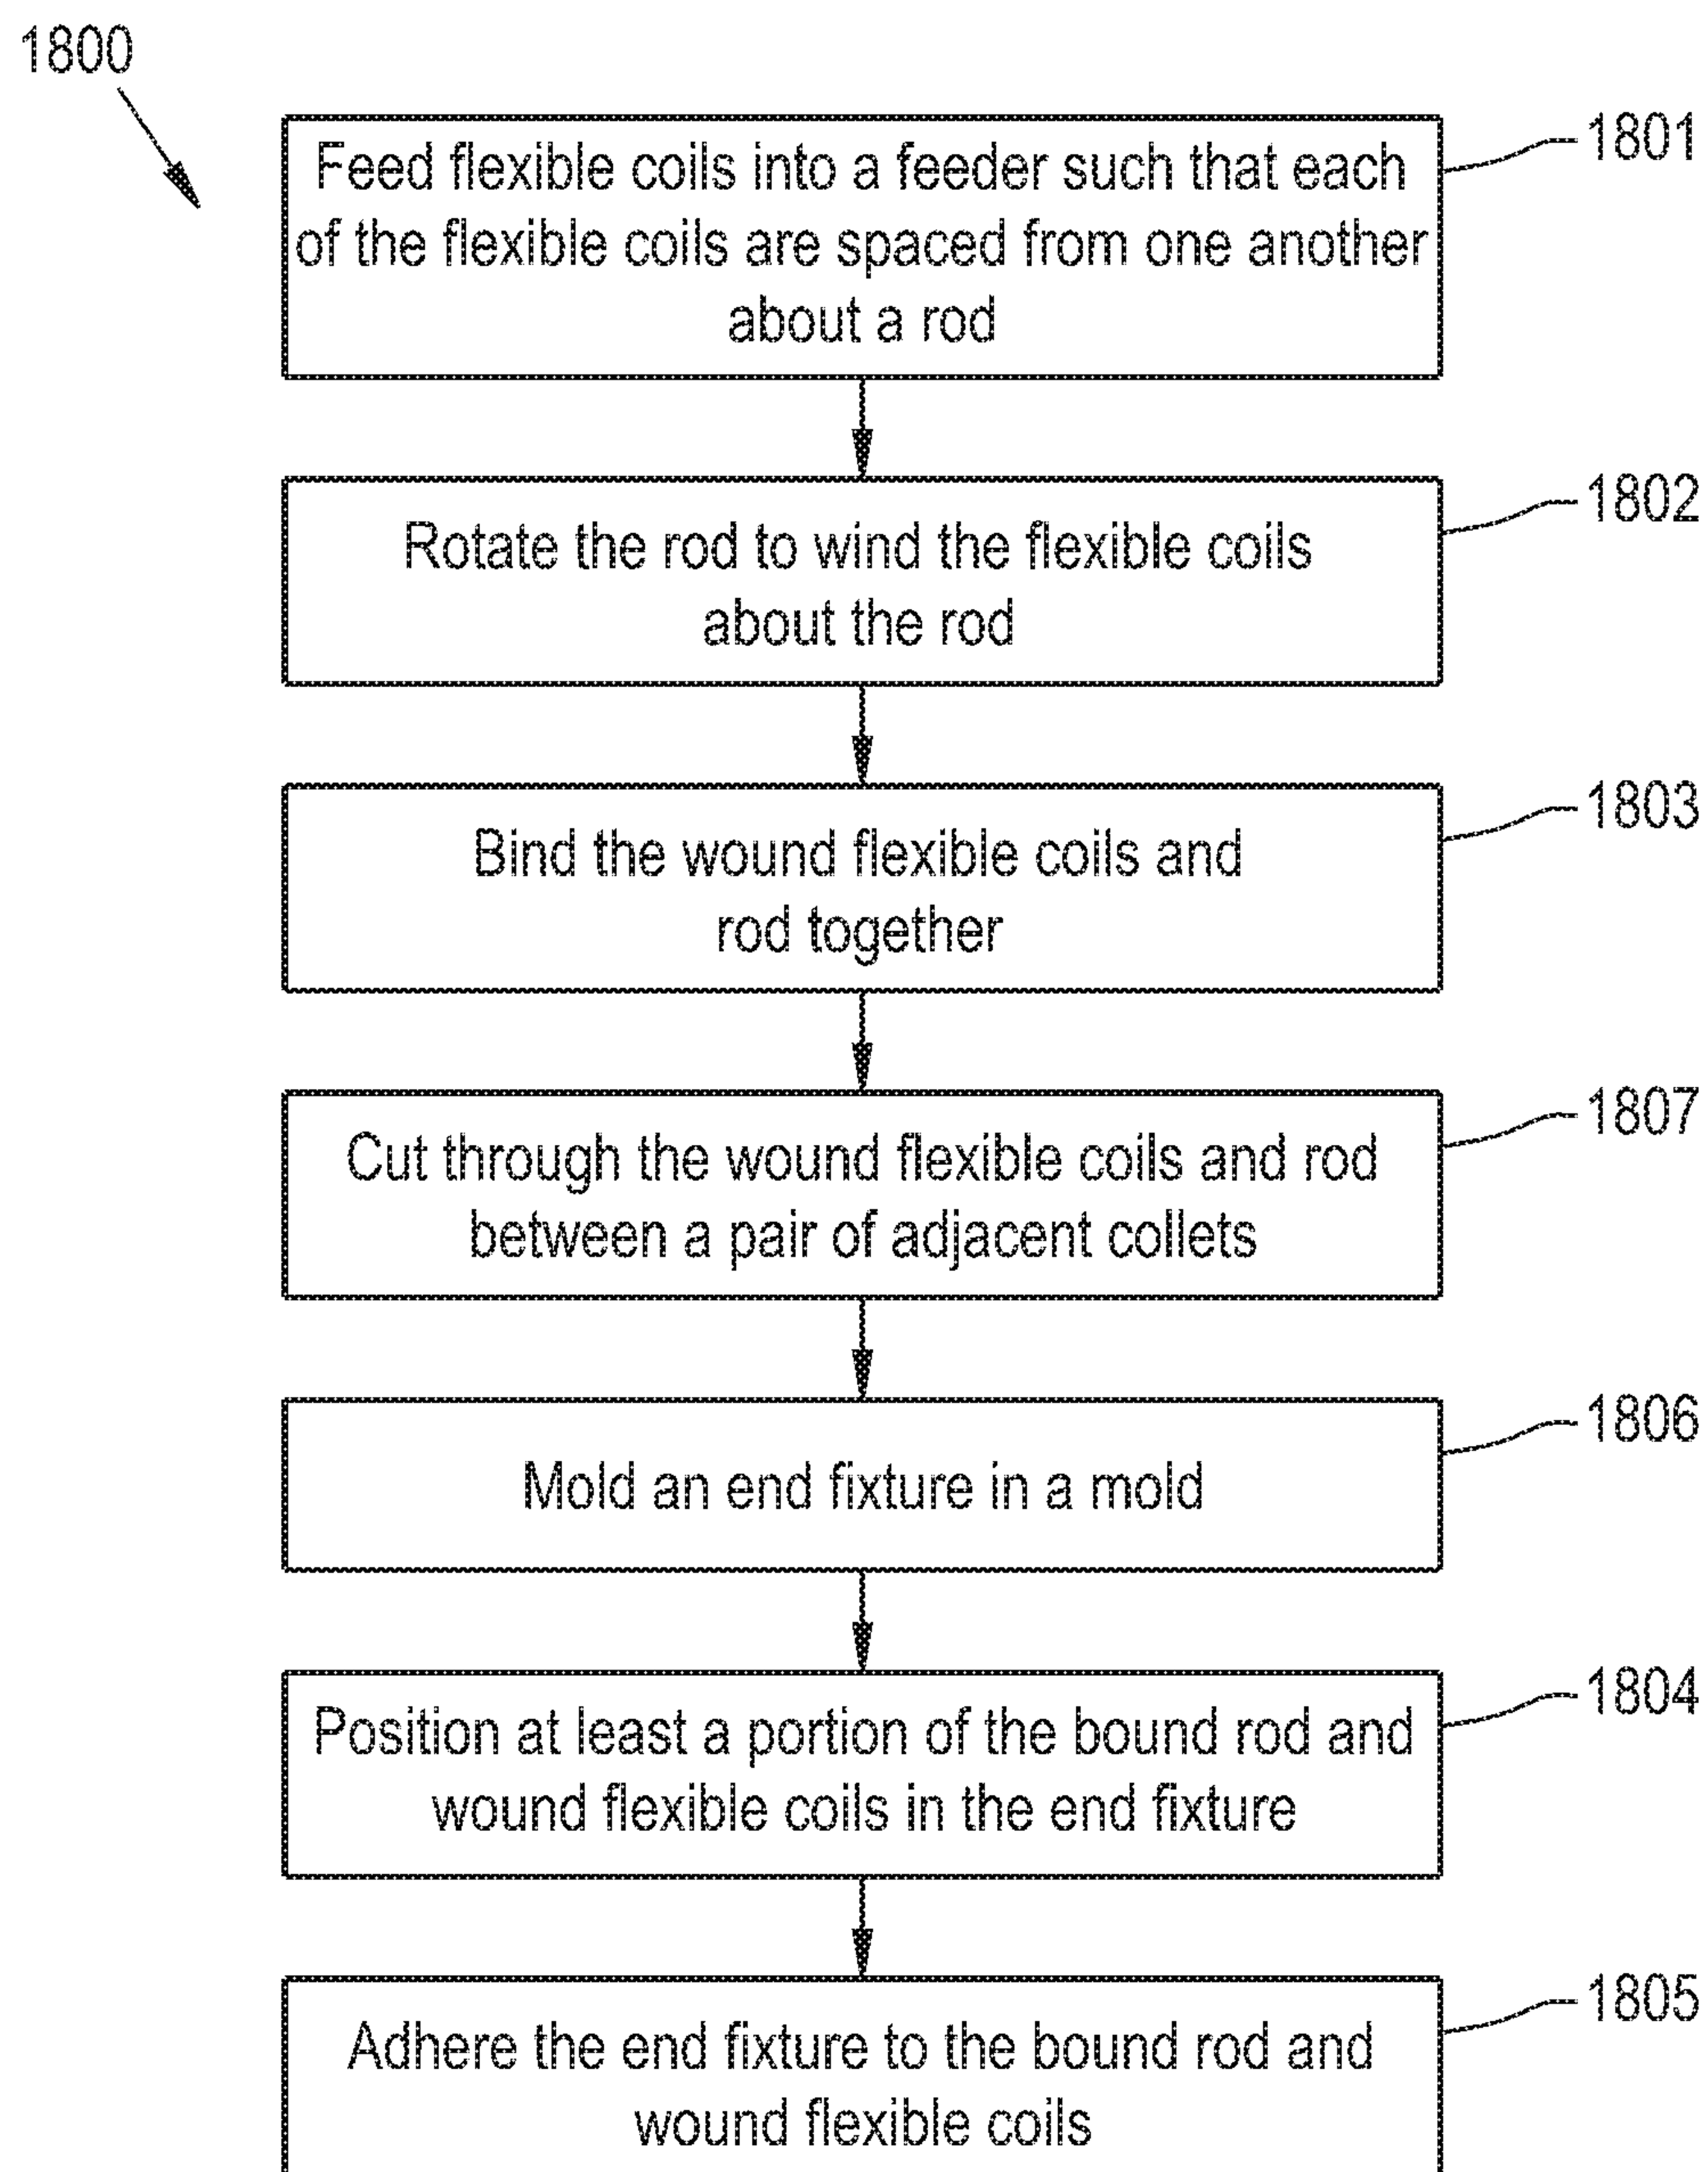 1800
1801
Feed flexible coils into a feeder such that each
of the flexible coils are spaced from one another
about a rod
1802
Rotate the rod to wind the flexible coils
about the rod
1803
Bind the wound flexible coils and
rod together
1807
Cut through the wound flexible coils and rod
between a pair of adjacent collets
1806
Mold an end fixture in a mold
1804
Position at least a portion of the bound rod and
wound flexible coils in the end fixture
1805
Adhere the end fixture to the bound rod and
wound flexible coils